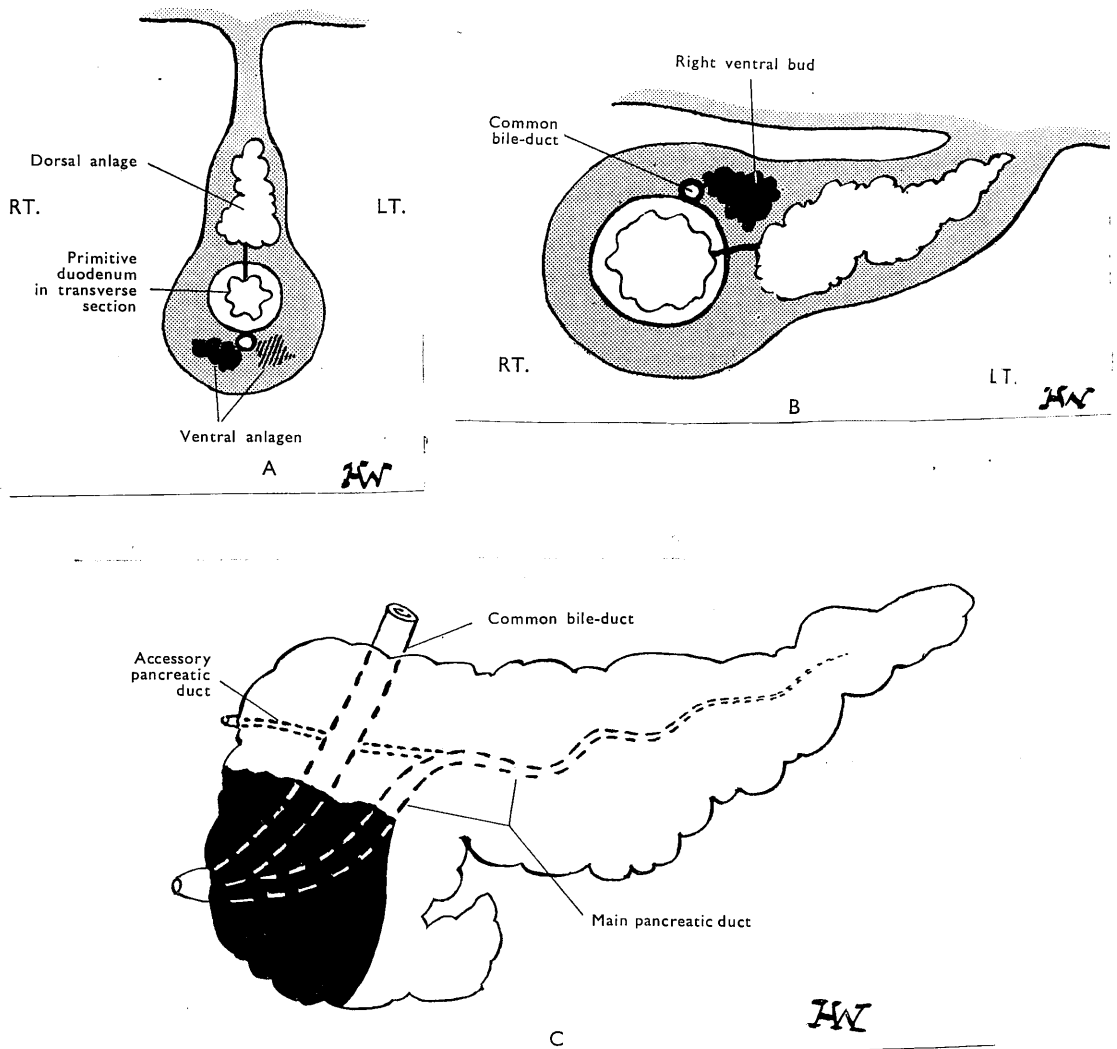 Dorsal anlage
RT.
LT.
Primitive
duodenum
in transverse
section
Ventral anlagen
A
HW
Right ventral bud
Common
bile-duct
RT.
LT.
B
HW
Common bile-duct
Accessory
pancreatic
duct
Main pancreatic duct
C
HW